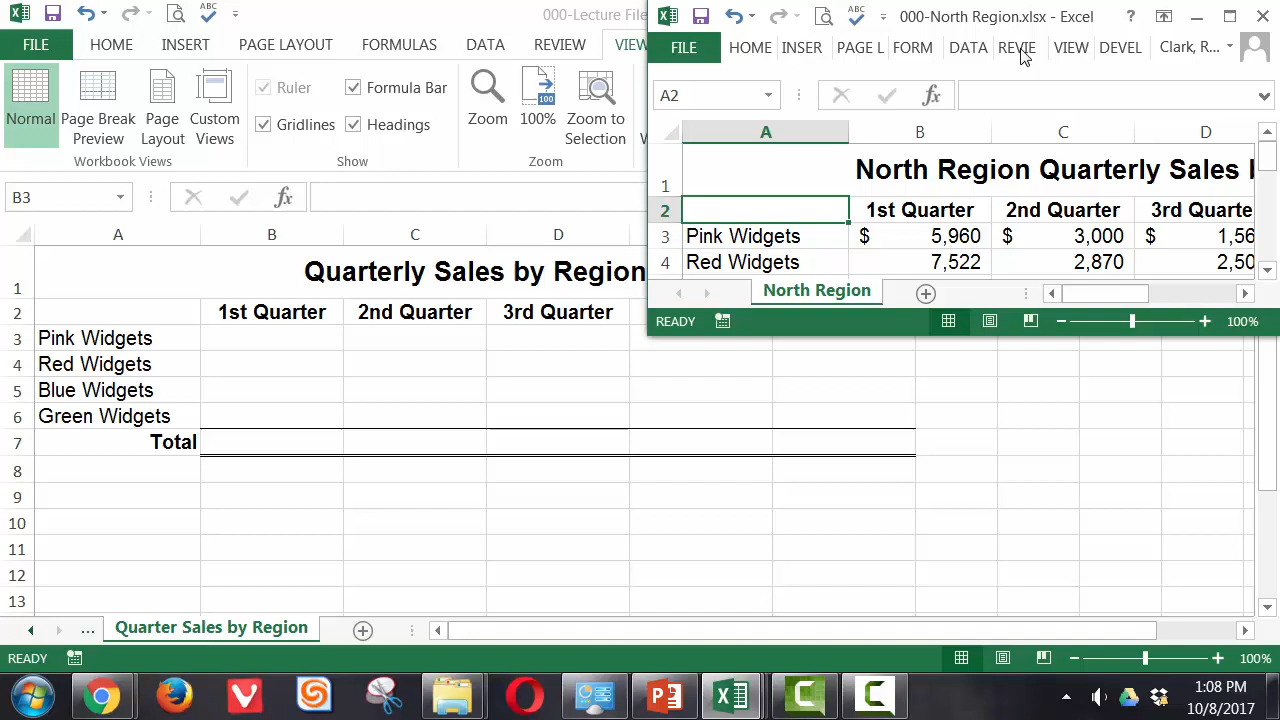 ABC
000-Lecture File
FILE HOME INSERT PAGE LAYOUT FORMULAS DATA REVIEW VIEW
Normal
Page Break
Preview
Page
Layout
Custom
Views
Ruler
Formula Bar
Gridlines
Headings
Zoom
100
100%
Zoom to
Selection
Workbook Views
Show
Zoom
B3
fx
A B C D
1 Quarterly Sales by Region
2 1st Quarter 2nd Quarter 3rd Quarter
3 Pink Widgets
4 Red Widgets
5 Blue Widgets
6 Green Widgets
7 Total
8
9
10
11
12
13
... Quarter Sales by Region
READY
100%
ABC
000-North Region.xlsx - Excel
?
FILE HOME INSER PAGE L FORM DATA REVIE VIEW DEVEL Clark, R...
A2
fx
A B C D
1 North Region Quarterly Sales
2 1st Quarter 2nd Quarter 3rd Quarte
3 Pink Widgets $ 5,960 $ 3,000 $ 1,56
4 Red Widgets 7,522 2,870 2,50
North Region
READY
100%
1:08 PM
10/8/2017